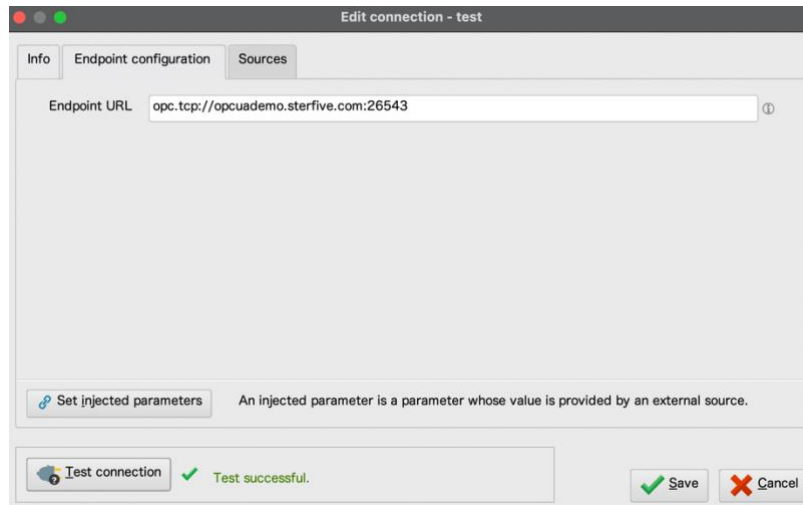 Edit connection - test
Info Endpoint configuration Sources
Endpoint URL opc.tcp://opcuademo.sterfive.com:26543
Set injected parameters An injected parameter is a parameter whose value is provided by an external source.
Test connection Test successful.
Save Cancel